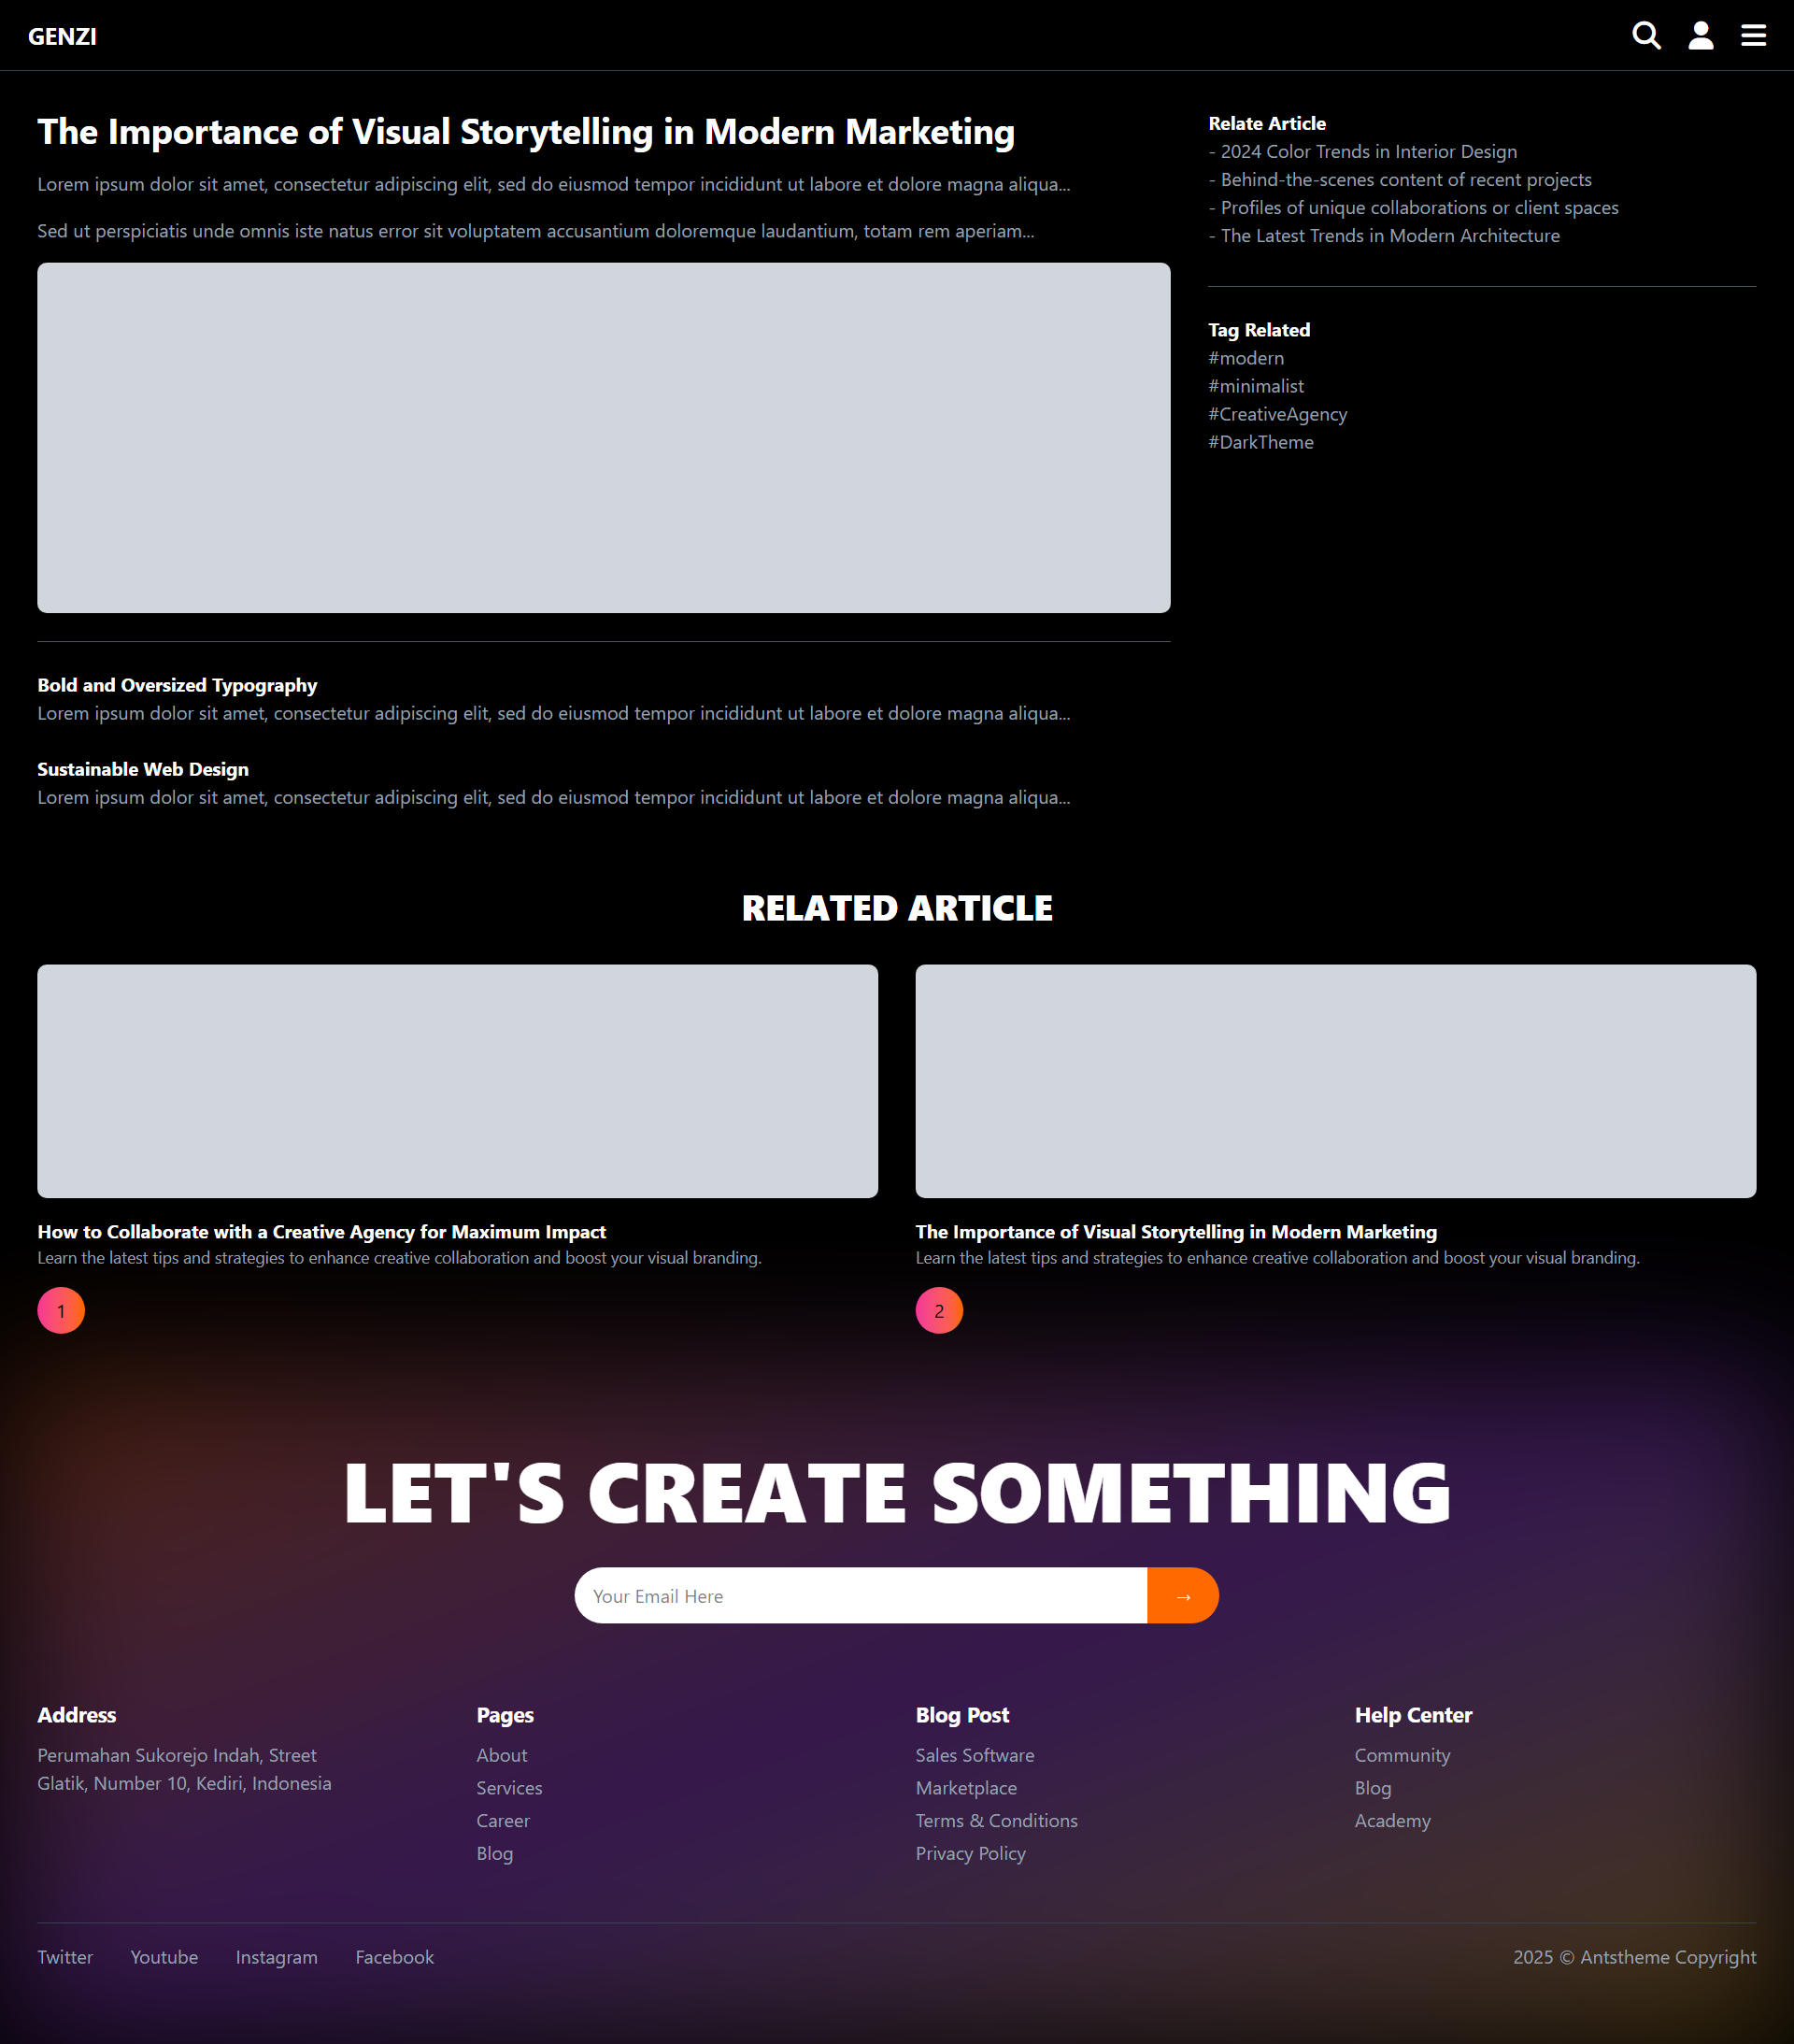 GENZI
The Importance of Visual Storytelling in Modern Marketing
Lorem ipsum dolor sit amet, consectetur adipiscing elit, sed do eiusmod tempor incididunt ut labore et dolore magna aliqua...
Sed ut perspiciatis unde omnis iste natus error sit voluptatem accusantium doloremque laudantium, totam rem aperiam...
Bold and Oversized Typography
Lorem ipsum dolor sit amet, consectetur adipiscing elit, sed do eiusmod tempor incididunt ut labore et dolore magna aliqua...
Sustainable Web Design
Lorem ipsum dolor sit amet, consectetur adipiscing elit, sed do eiusmod tempor incididunt ut labore et dolore magna aliqua...
Relate Article
- 2024 Color Trends in Interior Design
- Behind-the-scenes content of recent projects
- Profiles of unique collaborations or client spaces
- The Latest Trends in Modern Architecture
Tag Related
#modern
#minimalist
#CreativeAgency
#DarkTheme
RELATED ARTICLE
How to Collaborate with a Creative Agency for Maximum Impact
Learn the latest tips and strategies to enhance creative collaboration and boost your visual branding.
1
The Importance of Visual Storytelling in Modern Marketing
Learn the latest tips and strategies to enhance creative collaboration and boost your visual branding.
2
LET'S CREATE SOMETHING
Your Email Here →
Address
Perumahan Sukorejo Indah, Street
Glatik, Number 10, Kediri, Indonesia
Pages
About
Services
Career
Blog
Blog Post
Sales Software
Marketplace
Terms & Conditions
Privacy Policy
Help Center
Community
Blog
Academy
Twitter Youtube Instagram Facebook
2025 © Antstheme Copyright